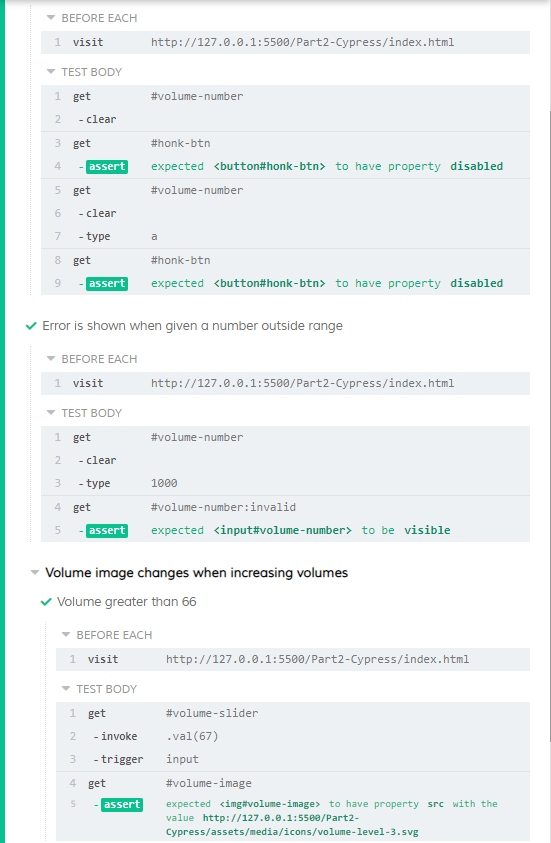 BEFORE EACH
1 visit http://127.0.0.1:5500/Part2-Cypress/index.html
TEST BODY
1 get #volume-number
2 -clear
3 get #honk-btn
4 -assert expected <button#honk-btn> to have property disabled
5 get #volume-number
6 -clear
7 -type a
8 get #honk-btn
9 -assert expected <button#honk-btn> to have property disabled
Error is shown when given a number outside range
BEFORE EACH
1 visit http://127.0.0.1:5500/Part2-Cypress/index.html
TEST BODY
1 get #volume-number
2 -clear
3 -type 1000
4 get #volume-number:invalid
5 -assert expected <input#volume-number> to be visible
Volume image changes when increasing volumes
Volume greater than 66
BEFORE EACH
1 visit http://127.0.0.1:5500/Part2-Cypress/index.html
TEST BODY
1 get #volume-slider
2 -invoke .val(67)
3 -trigger input
4 get #volume-image
5 -assert expected <img#volume-image> to have property src with the
value http://127.0.0.1:5500/Part2-
Cypress/assets/media/icons/volume-level-3.svg